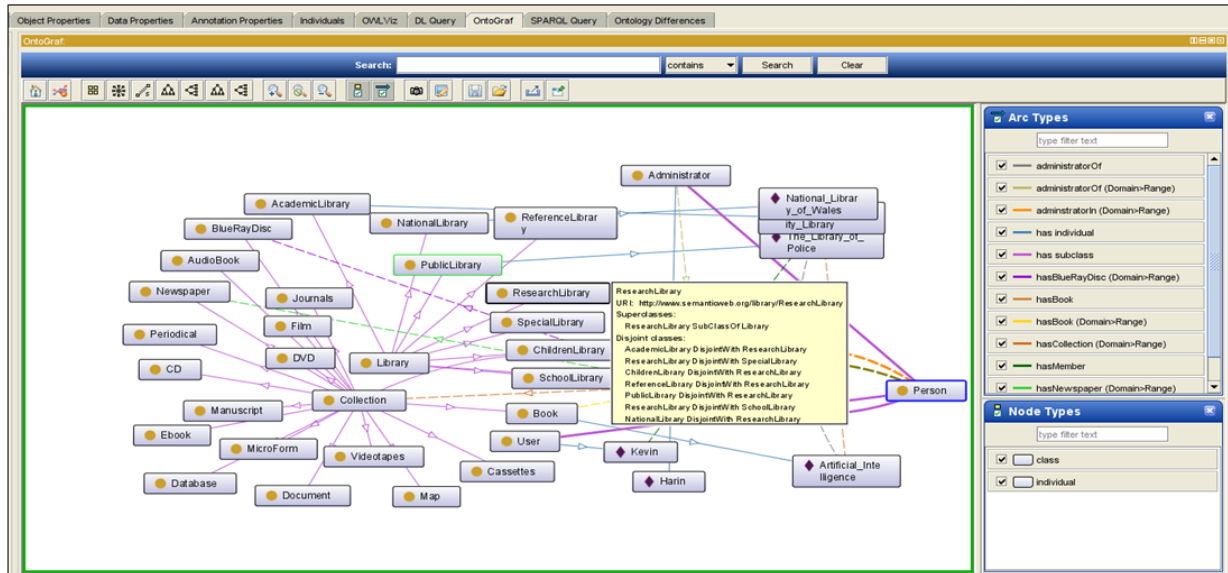 Object Properties Data Properties Annotation Properties Individuals OWLViz DL Query OntoGraf SPARQL Query Ontology Differences
OntoGraf:
Search: contains Search Clear
Administrator
AcademicLibrary
National_Librar
y_of_Wales
NationalLibrary
ReferenceLibrar
y
ity_Library
BlueRayDisc
The_Library_of_
Police
AudioBook
PublicLibrary
Newspaper
Journals
ResearchLibrary
Film
SpecialLibrary
Periodical
DVD
Library
ChildrenLibrary
CD
SchoolLibrary
Collection
Person
Manuscript
Book
Ebook
MicroForm
User
Videotapes
Kevin
Cassettes
Artificial_Inte
lligence
Database
Harin
Document
Map
ResearchLibrary
URI: http://www.semanticweb.org/library/ResearchLibrary
Superclasses:
ResearchLibrary SubClassOf Library
Disjoint classes:
AcademicLibrary DisjointWith ResearchLibrary
ResearchLibrary DisjointWith SpecialLibrary
ChildrenLibrary DisjointWith ResearchLibrary
ReferenceLibrary DisjointWith ResearchLibrary
PublicLibrary DisjointWith ResearchLibrary
ResearchLibrary DisjointWith SchoolLibrary
NationalLibrary DisjointWith ResearchLibrary
Arc Types
type filter text
administratorOf
administratorOf (Domain>Range)
adminstratorIn (Domain>Range)
has individual
has subclass
hasBlueRayDisc (Domain>Range)
hasBook
hasBook (Domain>Range)
hasCollection (Domain>Range)
hasMember
hasNewspaper (Domain>Range)
Node Types
type filter text
class
individual